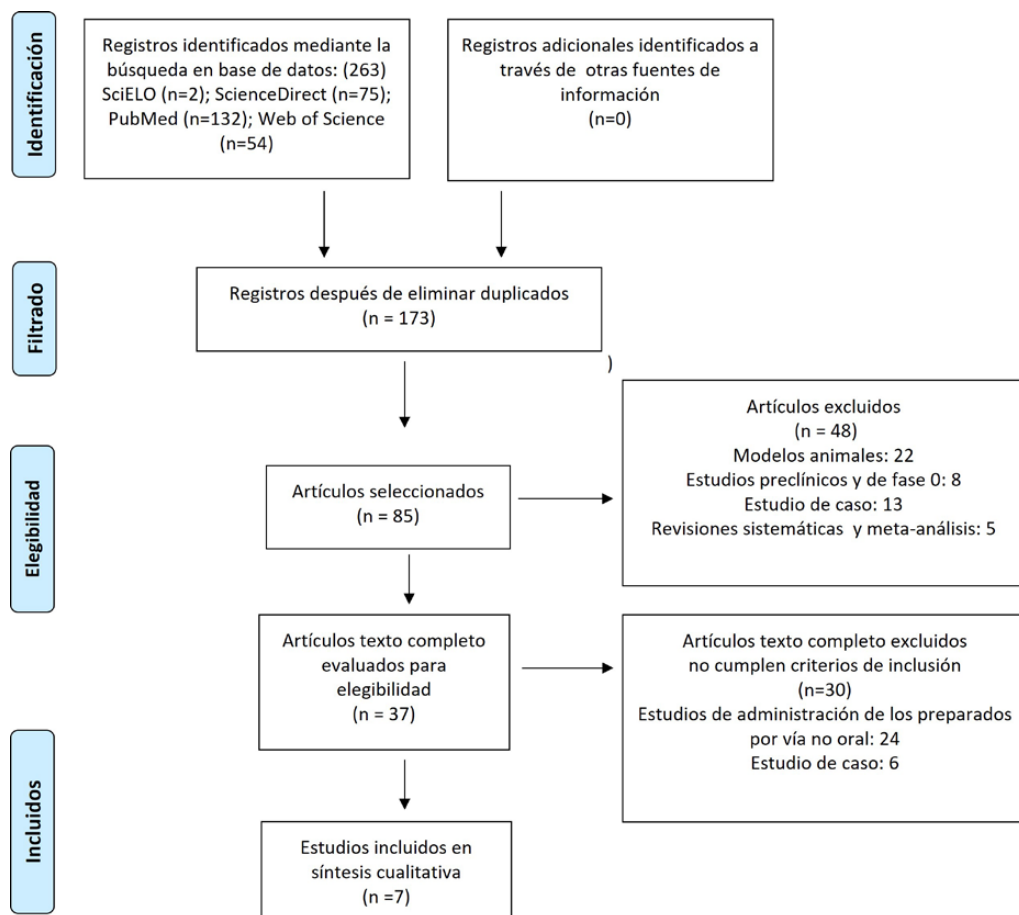 Identificación
Registros identificados mediante la
búsqueda en base de datos: (263)
SciELO (n=2); ScienceDirect (n=75);
PubMed (n=132); Web of Science
(n=54)
Registros adicionales identificados a
través de otras fuentes de
información
(n=0)
Filtrado
Registros después de eliminar duplicados
(n = 173)
)
Elegibilidad
Artículos seleccionados
(n = 85)
Artículos excluidos
(n = 48)
Modelos animales: 22
Estudios preclínicos y de fase 0: 8
Estudio de caso: 13
Revisiones sistemáticas y meta-análisis: 5
Artículos texto completo
evaluados para
elegibilidad
(n = 37)
Artículos texto completo excluidos
no cumplen criterios de inclusión
(n=30)
Estudios de administración de los preparados
por vía no oral: 24
Estudio de caso: 6
Incluidos
Estudios incluidos en
síntesis cualitativa
(n =7)